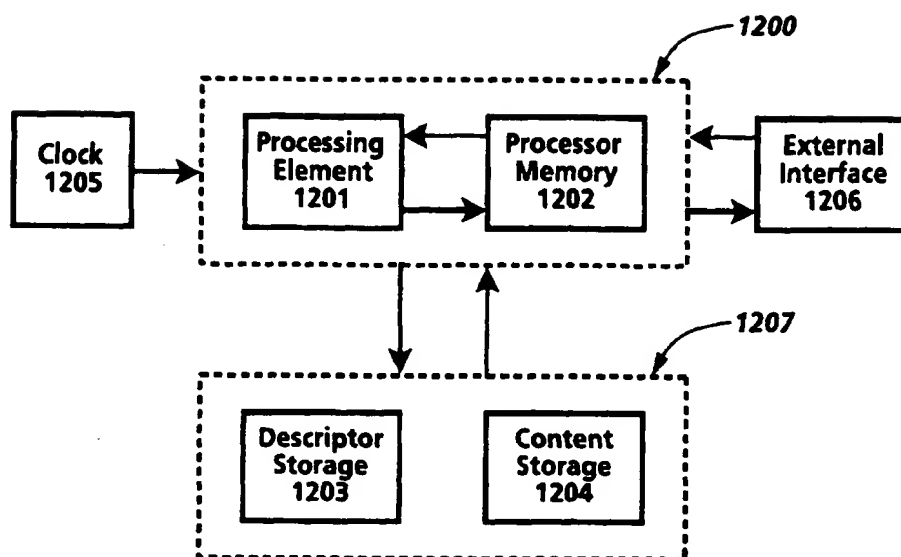 1200
Clock
1205
Processing
Element
1201
Processor
Memory
1202
External
Interface
1206
1207
Descriptor
Storage
1203
Content
Storage
1204